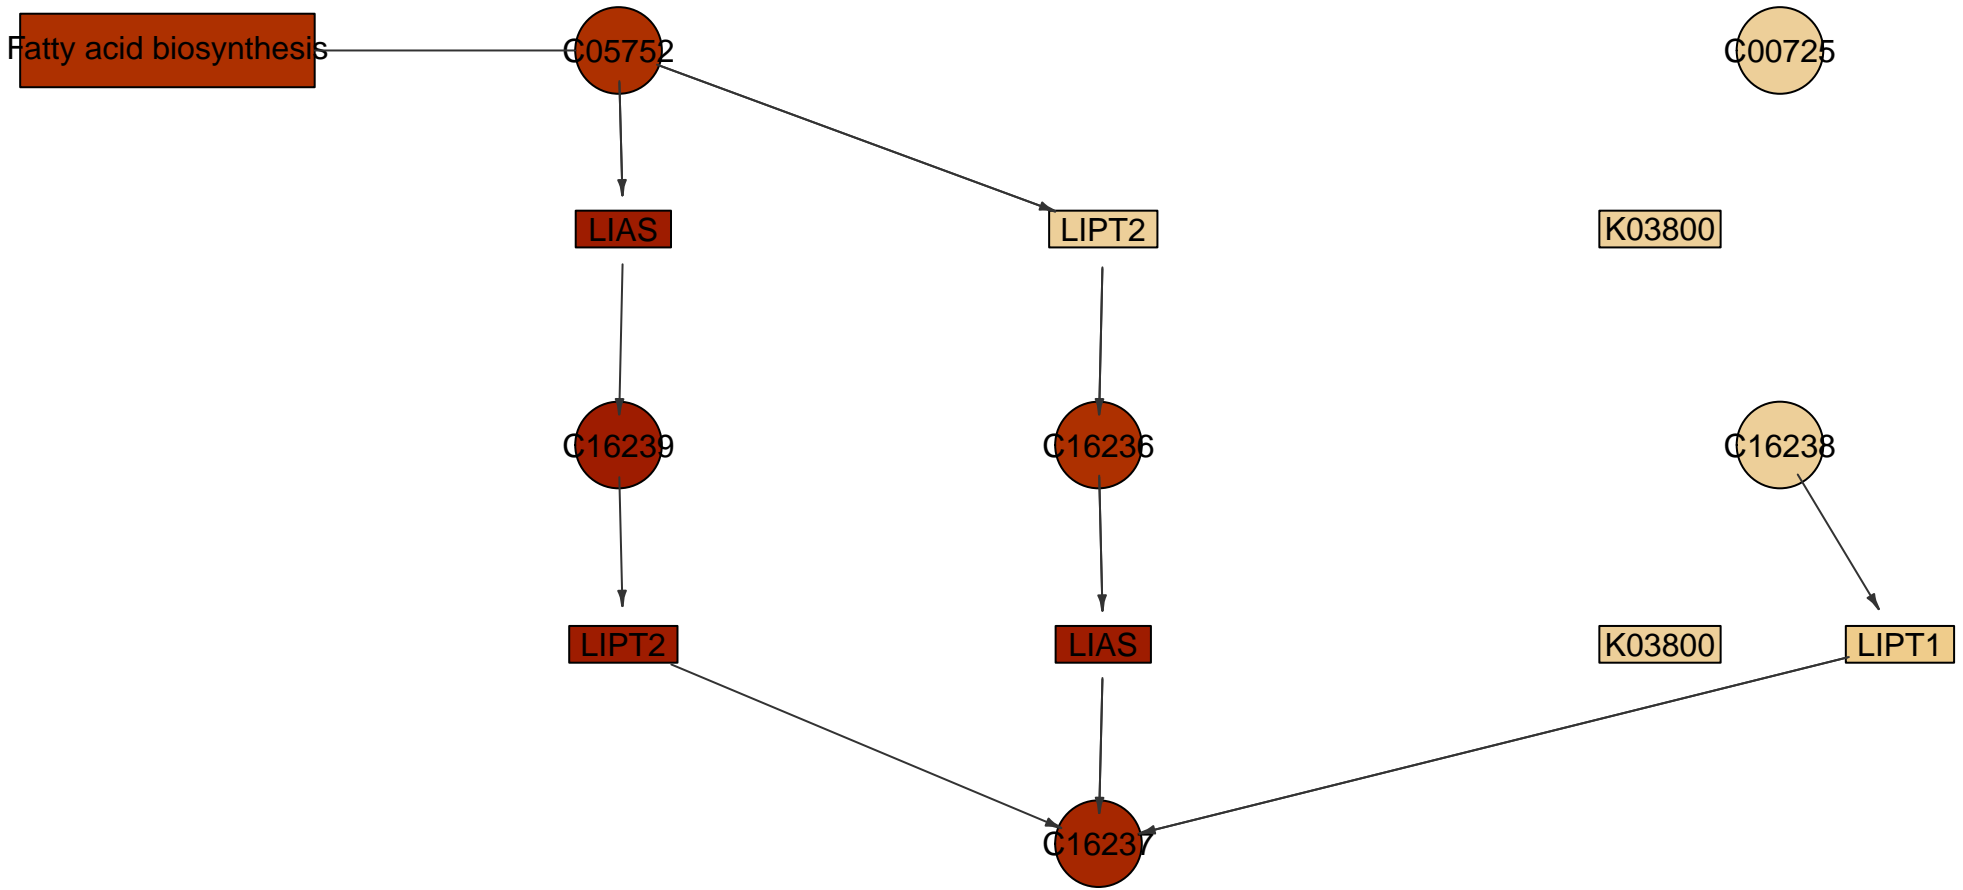 Fatty acid biosynthesis
C05752
C00725
LIAS
LIPT2
K03800
C16239
C16236
C16238
LIPT2
LIAS
K03800
LIPT1
C16237